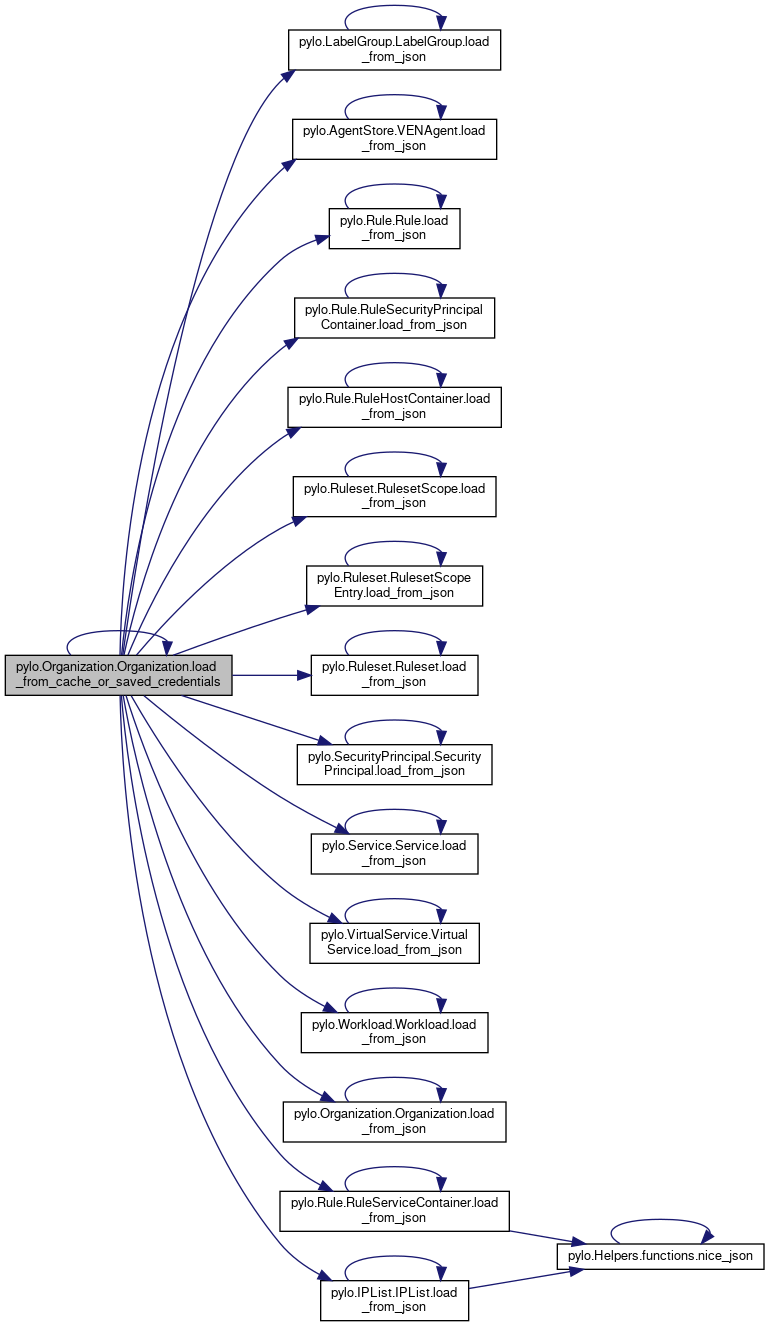 pylo.LabelGroup.LabelGroup.load
_from_json
pylo.AgentStore.VENAgent.load
_from_json
pylo.Rule.Rule.load
_from_json
pylo.Rule.RuleSecurityPrincipal
Container.load_from_json
pylo.Rule.RuleHostContainer.load
_from_json
pylo.Ruleset.RulesetScope.load
_from_json
pylo.Ruleset.RulesetScope
Entry.load_from_json
pylo.Organization.Organization.load
_from_cache_or_saved_credentials
pylo.Ruleset.Ruleset.load
_from_json
pylo.SecurityPrincipal.Security
Principal.load_from_json
pylo.Service.Service.load
_from_json
pylo.VirtualService.Virtual
Service.load_from_json
pylo.Workload.Workload.load
_from_json
pylo.Organization.Organization.load
_from_json
pylo.Rule.RuleServiceContainer.load
_from_json
pylo.Helpers.functions.nice_json
pylo.IPList.IPList.load
_from_json